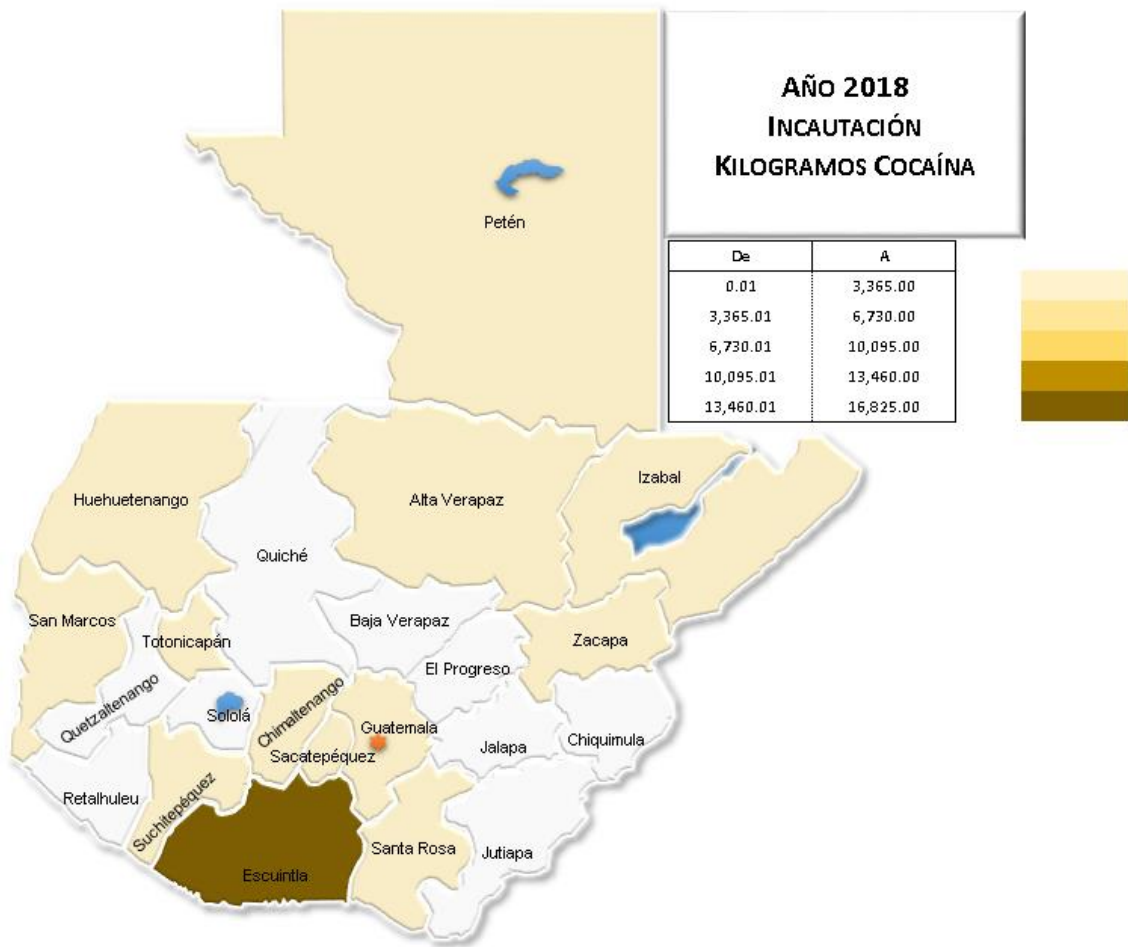 AÑO 2018
INCAUTACIÓN
KILOGRAMOS COCAÍNA
Petén
De A
0.01 3,365.00
3,365.01 6,730.00
6,730.01 10,095.00
10,095.01 13,460.00
13,460.01 16,825.00
Izabal
Huehuetenango
Alta Verapaz
Quiché
San Marcos
Baja Verapaz
Totonicapán
Zacapa
El Progreso
Quetzaltenango
Sololá
Chimaltenango
Guatemala
Sacatepéquez
Jalapa
Chiquimula
Retalhuleu
Suchitepéquez
Santa Rosa
Jutiapa
Escuintla